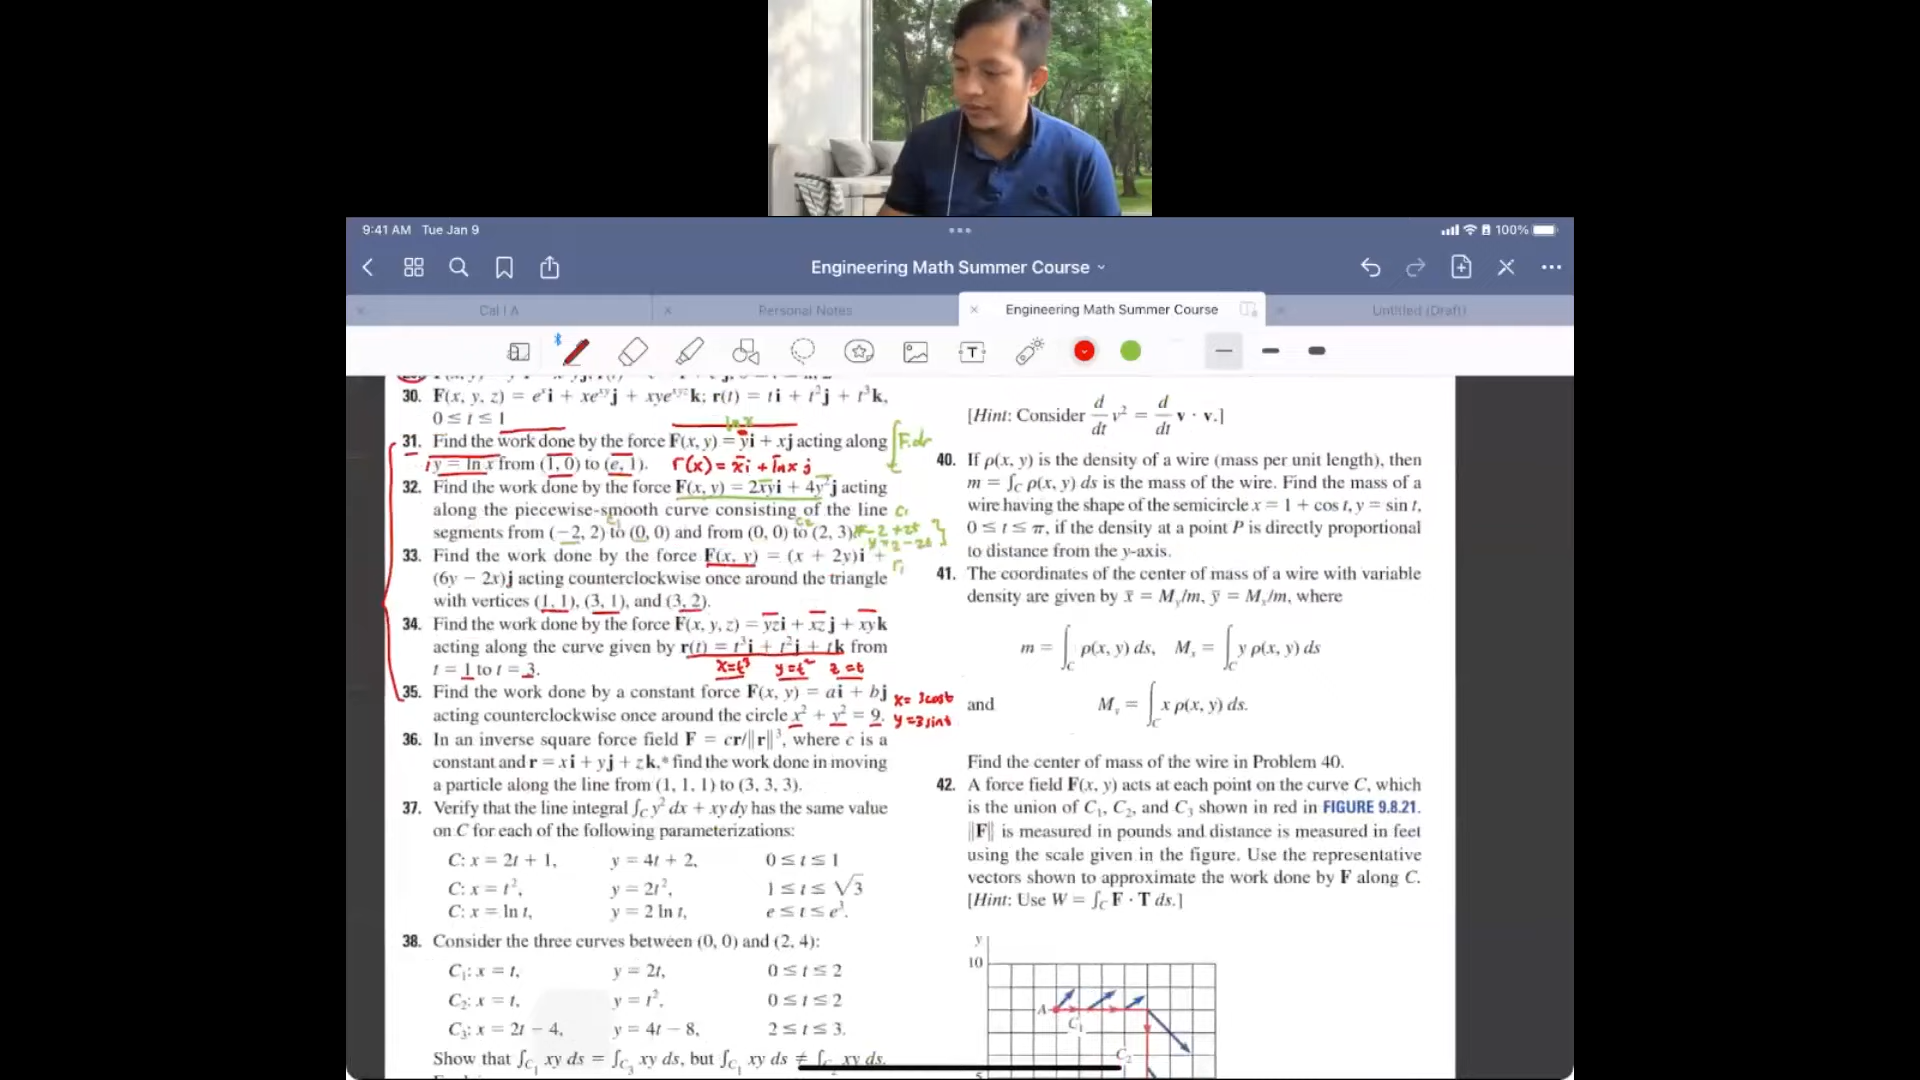 9:41 AM Tue Jan 9
100%
Engineering Math Summer Course
Cal I A
Personal Notes
Engineering Math Summer Course
Untitled (Draft)
T
30. F(x, y, z) = eˣi + xeˣʸj + xyeˣʸᶻk; r(t) = ti + t²j + t³k,
0 ≤ t ≤ 1
ln x
31. Find the work done by the force F(x, y) = yi + xj acting along
∫ F.dr
y = ln x from (1, 0) to (e, 1).
r(x) = xi + lnx j
32. Find the work done by the force F(x, y) = 2xyi + 4y²j acting
along the piecewise-smooth curve consisting of the line
C₁
C₁ C₂
segments from (−2, 2) to (0, 0) and from (0, 0) to (2, 3).
-2 + 2t
y = 2 - 2t
33. Find the work done by the force F(x, y) = (x + 2y)i +
(6y − 2x)j acting counterclockwise once around the triangle
with vertices (1, 1), (3, 1), and (3, 2).
34. Find the work done by the force F(x, y, z) = yzi + xzj + xyk
acting along the curve given by r(t) = t³i + t²j + tk from
t = 1 to t = 3.
x=t³ y=t² z=t
35. Find the work done by a constant force F(x, y) = ai + bj
x= 3cost
acting counterclockwise once around the circle x² + y² = 9.
y=3sint
36. In an inverse square force field F = cr/‖r‖³, where c is a
constant and r = xi + yj + zk,* find the work done in moving
a particle along the line from (1, 1, 1) to (3, 3, 3).
37. Verify that the line integral ∫C y² dx + xy dy has the same value
on C for each of the following parameterizations:
C: x = 2t + 1, y = 4t + 2, 0 ≤ t ≤ 1
C: x = t², y = 2t², 1 ≤ t ≤ √3
C: x = ln t, y = 2 ln t, e ≤ t ≤ e³.
38. Consider the three curves between (0, 0) and (2, 4):
C₁: x = t, y = 2t, 0 ≤ t ≤ 2
C₂: x = t, y = t², 0 ≤ t ≤ 2
C₃: x = 2t − 4, y = 4t − 8, 2 ≤ t ≤ 3.
Show that ∫C₁ xy ds = ∫C₃ xy ds, but ∫C₁ xy ds ≠ ∫C₂ xy ds.
[Hint: Consider d/dt v² = d/dt v · v.]
40. If ρ(x, y) is the density of a wire (mass per unit length), then
m = ∫C ρ(x, y) ds is the mass of the wire. Find the mass of a
wire having the shape of the semicircle x = 1 + cos t, y = sin t,
0 ≤ t ≤ π, if the density at a point P is directly proportional
to distance from the y-axis.
41. The coordinates of the center of mass of a wire with variable
density are given by x̄ = My/m, ȳ = Mx/m, where
m = ∫C ρ(x, y) ds, Mx = ∫C y ρ(x, y) ds
and My = ∫C x ρ(x, y) ds.
Find the center of mass of the wire in Problem 40.
42. A force field F(x, y) acts at each point on the curve C, which
is the union of C₁, C₂, and C₃ shown in red in FIGURE 9.8.21.
‖F‖ is measured in pounds and distance is measured in feet
using the scale given in the figure. Use the representative
vectors shown to approximate the work done by F along C.
[Hint: Use W = ∫C F · T ds.]
y
10
A
C₁
C₂
5